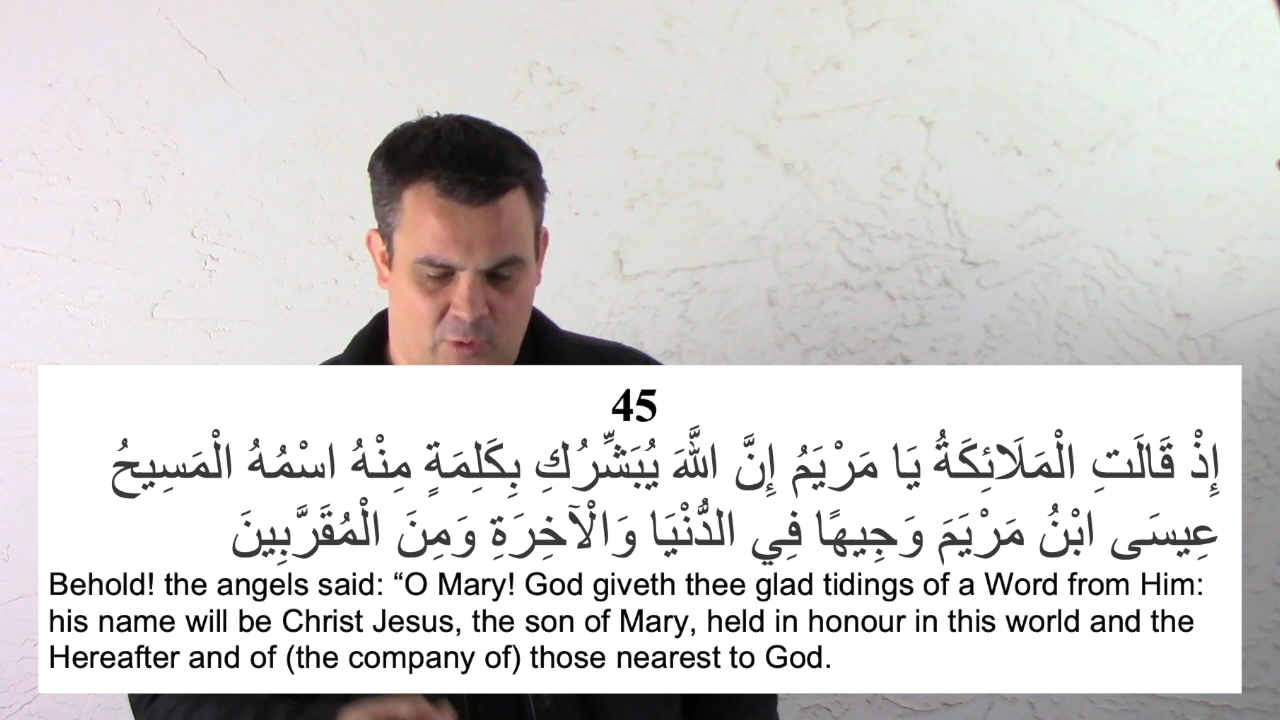 45
إِذْ قَالَتِ الْمَلَائِكَةُ يَا مَرْيَمُ إِنَّ اللَّهَ يُبَشِّرُكِ بِكَلِمَةٍ مِنْهُ اسْمُهُ الْمَسِيحُ
عِيسَى ابْنُ مَرْيَمَ وَجِيهًا فِي الدُّنْيَا وَالْآخِرَةِ وَمِنَ الْمُقَرَّبِينَ
Behold! the angels said: “O Mary! God giveth thee glad tidings of a Word from Him:
his name will be Christ Jesus, the son of Mary, held in honour in this world and the
Hereafter and of (the company of) those nearest to God.